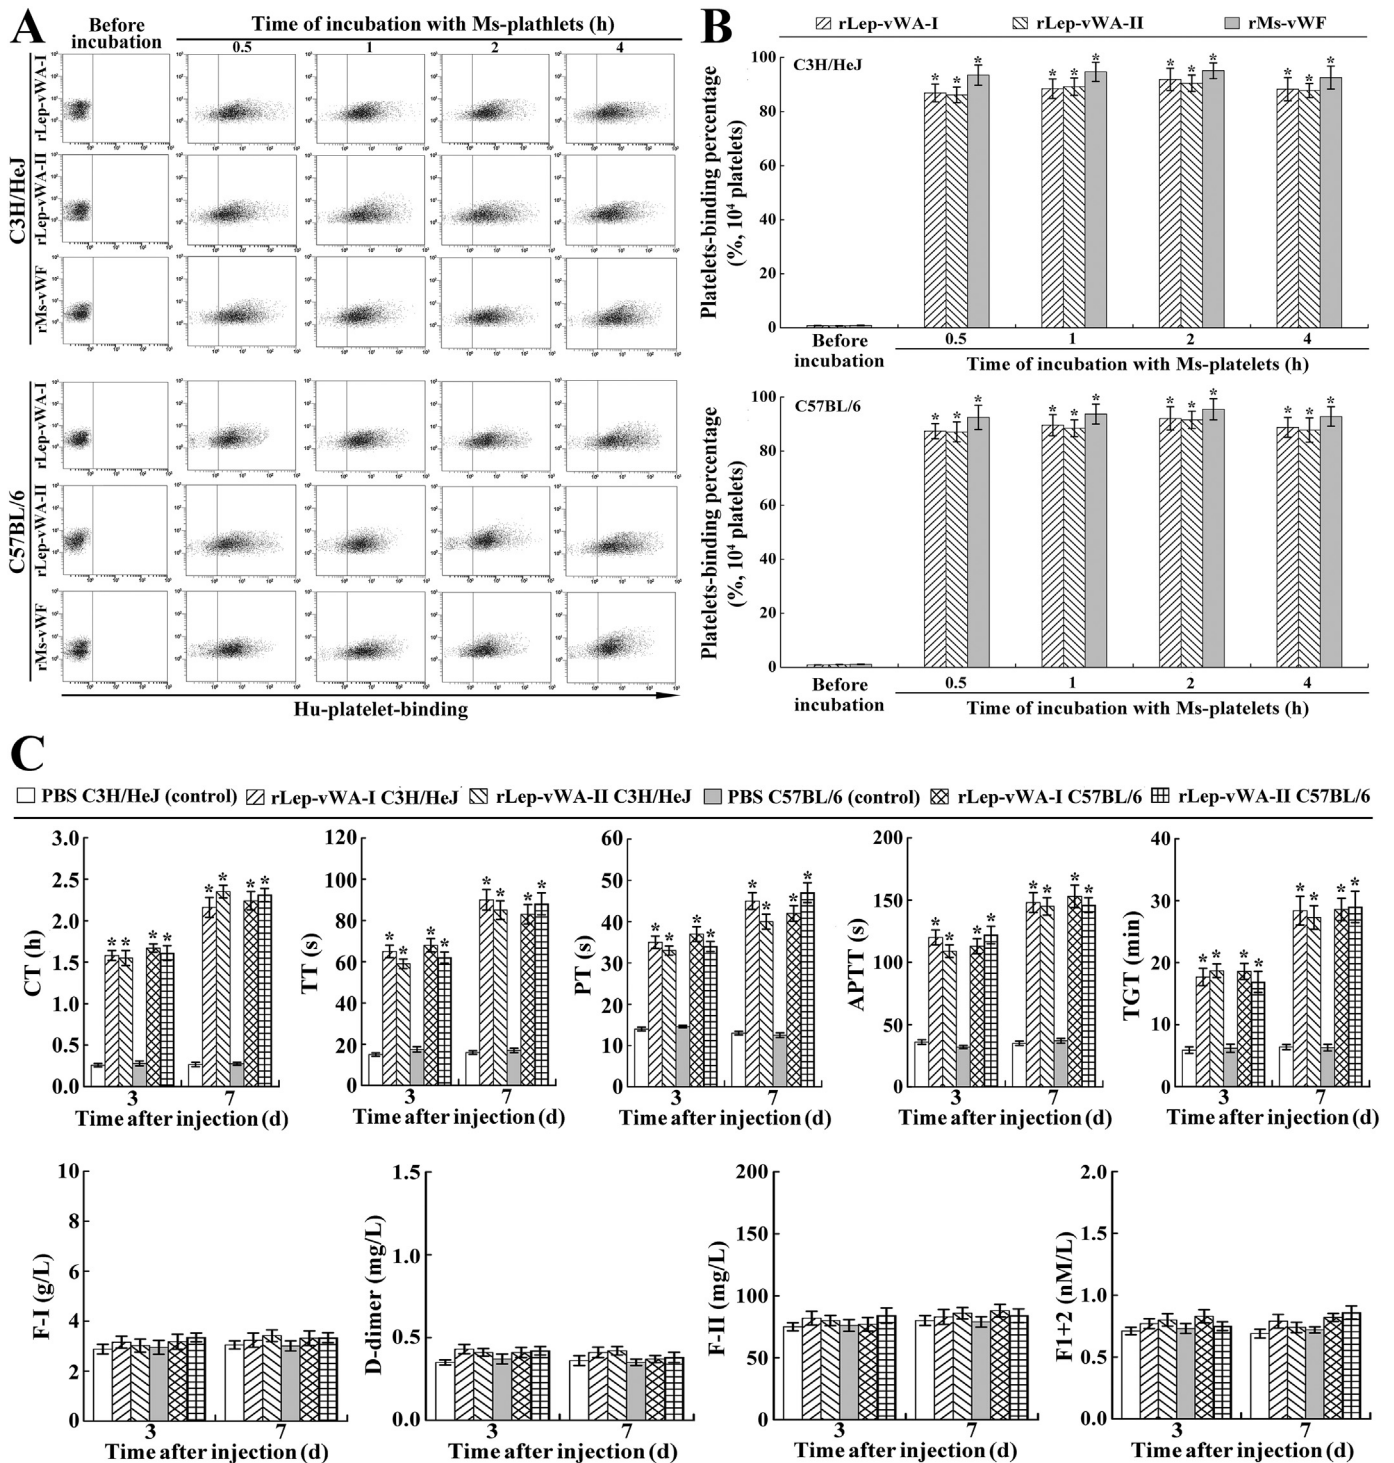 A
Before
incubation
Time of incubation with Ms-plathlets (h)
0.5 1 2 4
C3H/HeJ
rLep-vWA-I
rLep-vWA-II
rMs-vWF
C57BL/6
rLep-vWA-I
rLep-vWA-II
rMs-vWF
Hu-platelet-binding
B
rLep-vWA-I rLep-vWA-II rMs-vWF
C3H/HeJ
Platelets-binding percentage
(%, 10⁴ platelets)
100
80
60
40
20
0
* * * * * * * * * * * *
Before
incubation
0.5 1 2 4
Time of incubation with Ms-platelets (h)
C57BL/6
Platelets-binding percentage
(%, 10⁴ platelets)
100
80
60
40
20
0
* * * * * * * * * * * *
Before
incubation
0.5 1 2 4
Time of incubation with Ms-platelets (h)
C
PBS C3H/HeJ (control) rLep-vWA-I C3H/HeJ rLep-vWA-II C3H/HeJ PBS C57BL/6 (control) rLep-vWA-I C57BL/6 rLep-vWA-II C57BL/6
CT (h)
3.0
2.5
2.0
1.5
1.0
0.5
0.0
* * * * * * * *
3 7
Time after injection (d)
TT (s)
120
100
80
60
40
20
0
* * * * * * * *
3 7
Time after injection (d)
PT (s)
60
50
40
30
20
10
0
* * * * * * * *
3 7
Time after injection (d)
APTT (s)
200
150
100
50
0
* * * * * * * *
3 7
Time after injection (d)
TGT (min)
40
30
20
10
0
* * * * * * * *
3 7
Time after injection (d)
F-I (g/L)
10
8
6
4
2
0
3 7
Time after injection (d)
D-dimer (mg/L)
1.5
1.0
0.5
0.0
3 7
Time after injection (d)
F-II (mg/L)
200
150
100
50
0
3 7
Time after injection (d)
F1+2 (nM/L)
2.0
1.5
1.0
0.5
0.0
3 7
Time after injection (d)